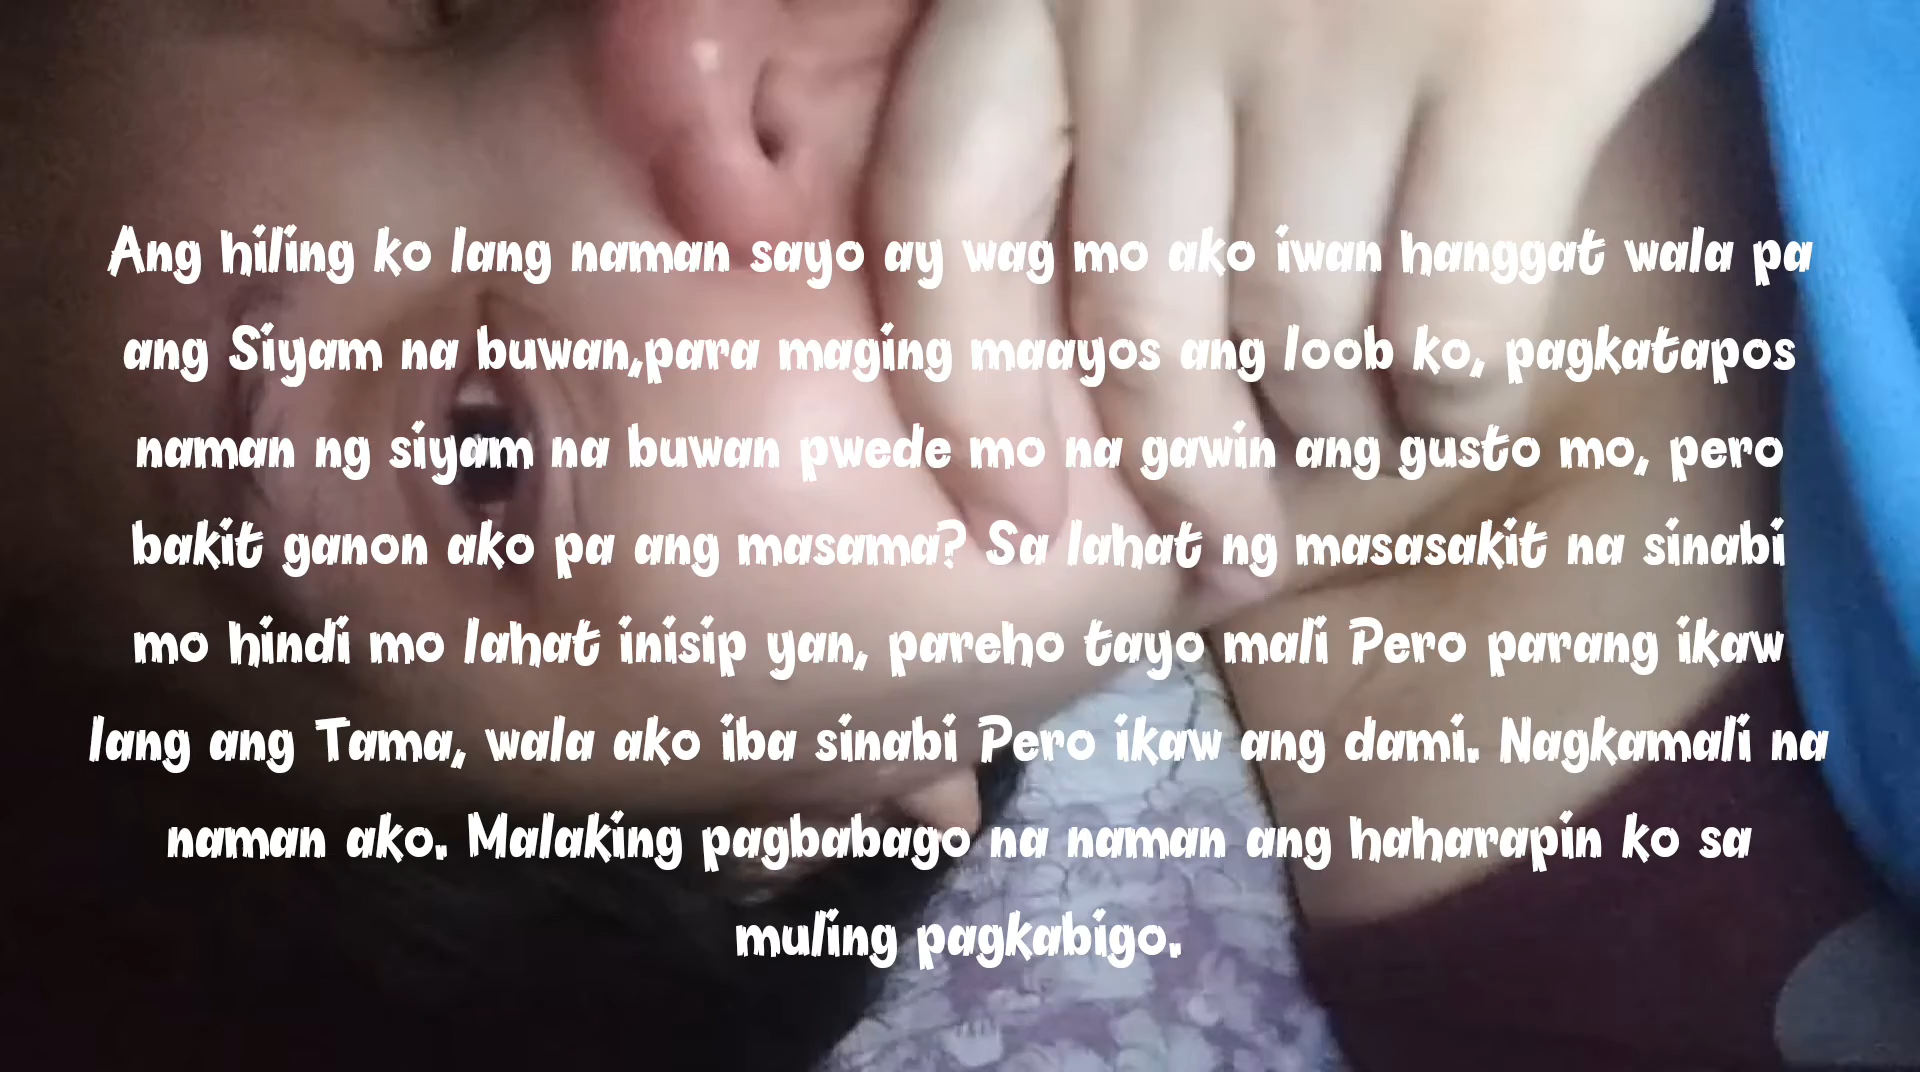 Ang hiling ko lang naman sayo ay wag mo ako iwan hanggat wala pa
ang Siyam na buwan,para maging maayos ang loob ko, pagkatapos
naman ng siyam na buwan pwede mo na gawin ang gusto mo, pero
bakit ganon ako pa ang masama? Sa lahat ng masasakit na sinabi
mo hindi mo lahat inisip yan, pareho tayo mali Pero parang ikaw
lang ang Tama, wala ako iba sinabi Pero ikaw ang dami. Nagkamali na
naman ako. Malaking pagbabago na naman ang haharapin ko sa
muling pagkabigo.